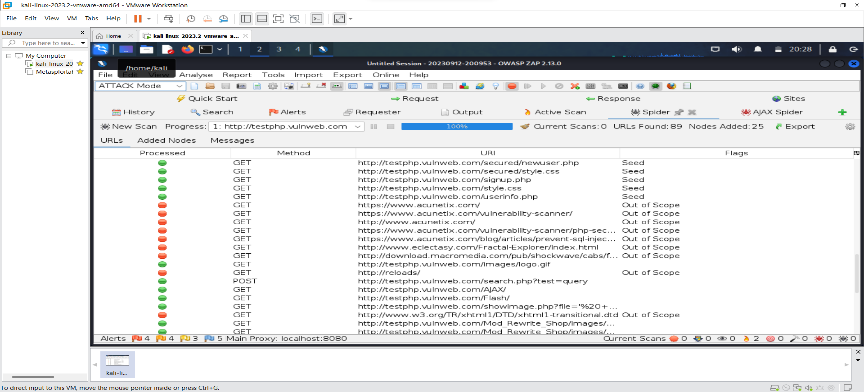 kali-linux-2023.2-vmware-amd64 - VMware Workstation
File Edit View VM Tabs Help
Library
Type here to sea...
My Computer
kali-linux-20
Metasploitabl
Home
kali-linux-2023.2-vmware-a...
1 2 3 4
20:28
Untitled Session - 20230912-200953 - OWASP ZAP 2.13.0
File Edit View Analyse Report Tools Import Export Online Help
/home/kali
ATTACK Mode
Quick Start Request Response Sites
History Search Alerts Requester Output Active Scan Spider AJAX Spider
New Scan Progress: 1: http://testphp.vulnweb.com 100% Current Scans: 0 URLs Found: 89 Nodes Added: 25 Export
URLs Added Nodes Messages
Processed Method URI Flags
GET http://testphp.vulnweb.com/secured/newuser.php Seed
GET http://testphp.vulnweb.com/secured/style.css Seed
GET http://testphp.vulnweb.com/signup.php Seed
GET http://testphp.vulnweb.com/style.css Seed
GET http://testphp.vulnweb.com/userinfo.php Seed
GET https://www.acunetix.com/ Out of Scope
GET https://www.acunetix.com/vulnerability-scanner/ Out of Scope
GET http://www.acunetix.com/ Out of Scope
GET https://www.acunetix.com/vulnerability-scanner/php-sec... Out of Scope
GET https://www.acunetix.com/blog/articles/prevent-sql-injec... Out of Scope
GET http://www.eclectasy.com/Fractal-Explorer/index.html Out of Scope
GET http://download.macromedia.com/pub/shockwave/cabs/f... Out of Scope
GET http://testphp.vulnweb.com/images/logo.gif
GET http://reloads/ Out of Scope
POST http://testphp.vulnweb.com/search.php?test=query
GET http://testphp.vulnweb.com/AJAX/
GET http://testphp.vulnweb.com/Flash/
GET http://testphp.vulnweb.com/showimage.php?file='%20+...
GET http://www.w3.org/TR/xhtml1/DTD/xhtml1-transitional.dtd Out of Scope
GET http://testphp.vulnweb.com/Mod_Rewrite_Shop/images/...
GET http://testphp.vulnweb.com/Mod_Rewrite_Shop/images/...
Alerts 4 4 3 5 Main Proxy: localhost:8080 Current Scans 0 0 0 2 0 0 0 0
kali-li...
To direct input to this VM, move the mouse pointer inside or press Ctrl+G.